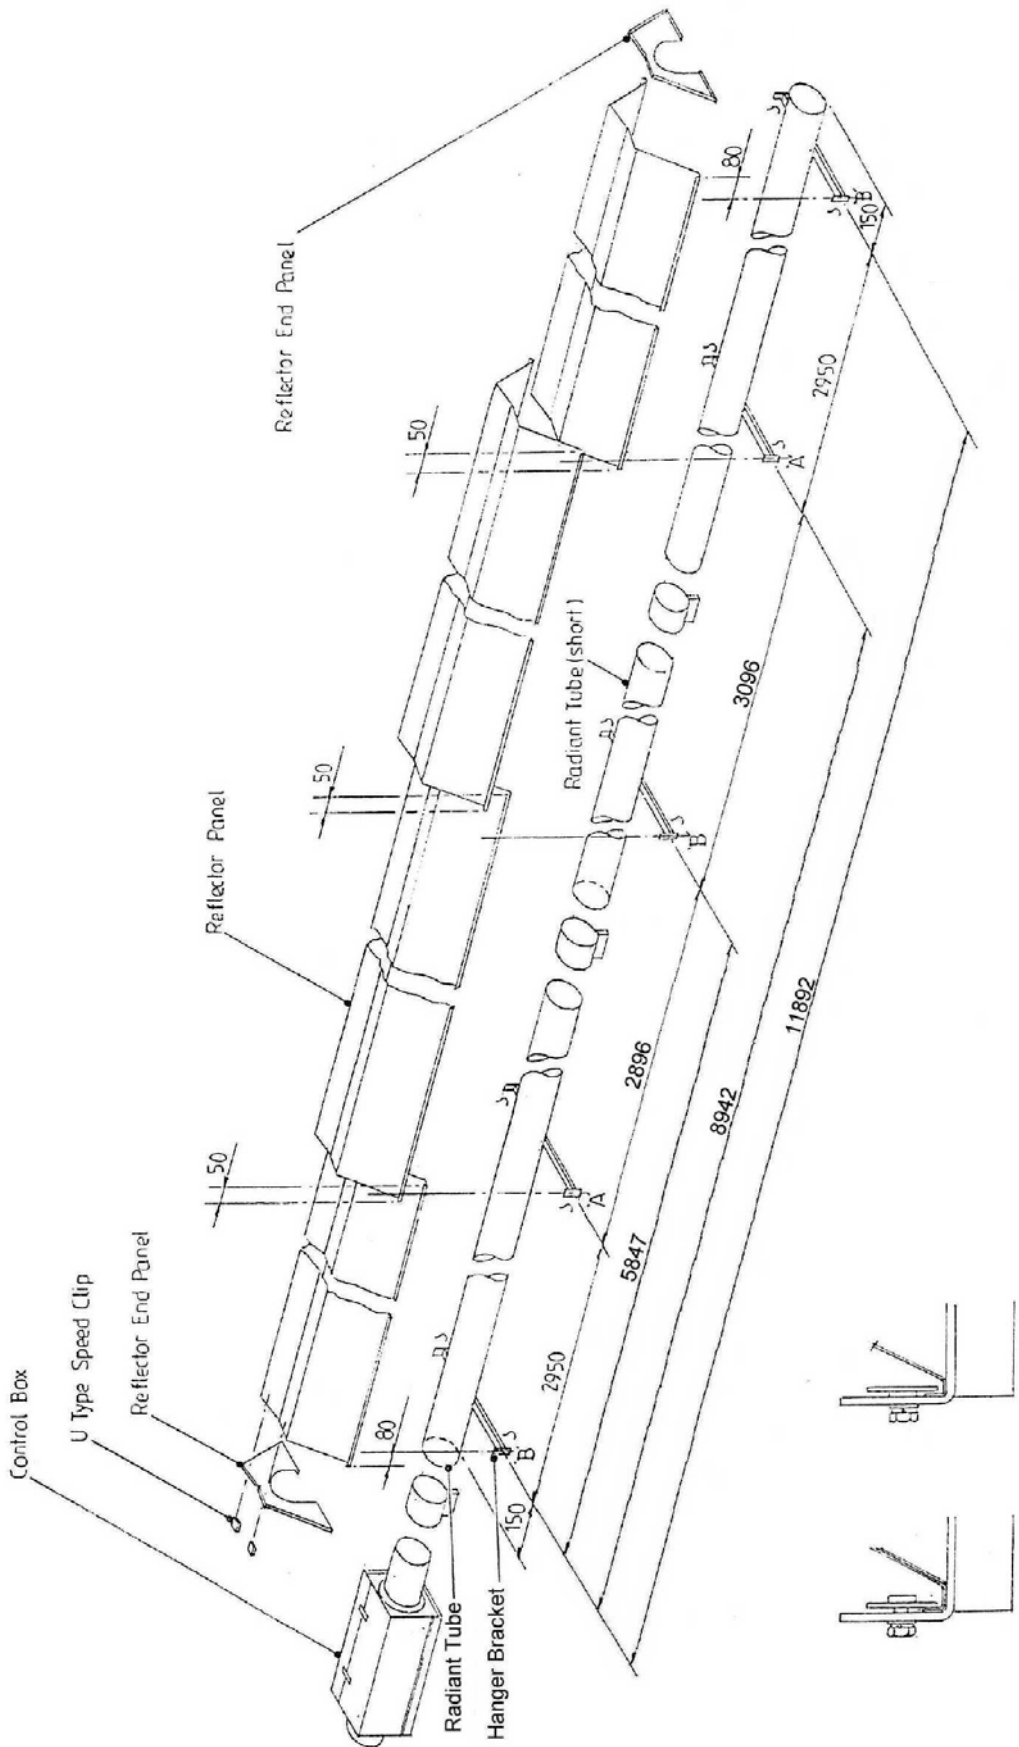 Control Box
U Type Speed Clip
Reflector End Panel
50
Reflector Panel
50
50
Reflector End Panel
80
Radiant Tube
Hanger Bracket
B
A
Radiant Tube(short)
B
A
80
B
150
2950
2896
3096
2950
150
5847
8942
11892